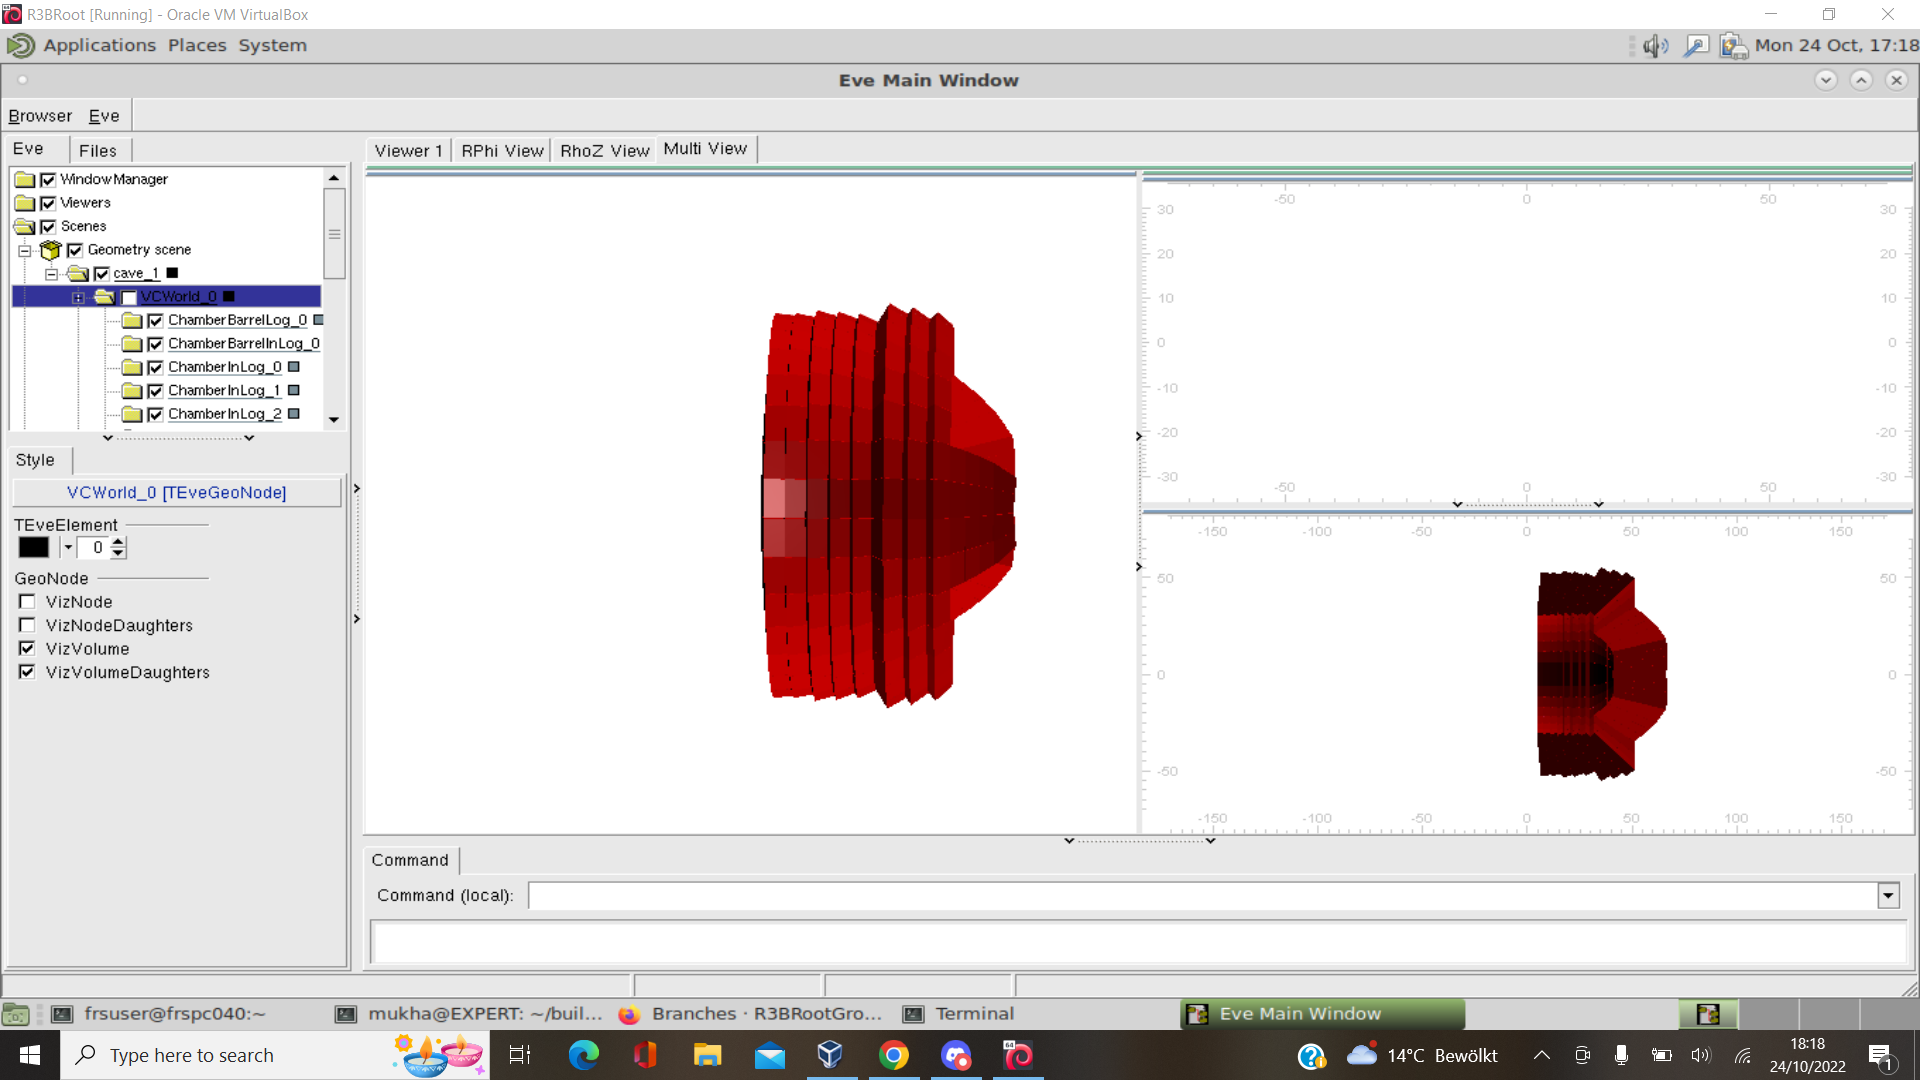 R3BRoot [Running] - Oracle VM VirtualBox
Applications Places System
Mon 24 Oct, 17:18
Eve Main Window
Browser Eve
Eve Files
WindowManager
Viewers
Scenes
Geometry scene
cave_1
VCWorld_0
ChamberBarrelLog_0
ChamberBarrelInLog_0
ChamberInLog_0
ChamberInLog_1
ChamberInLog_2
Style
VCWorld_0 [TEveGeoNode]
TEveElement
0
GeoNode
VizNode
VizNodeDaughters
VizVolume
VizVolumeDaughters
Viewer 1 RPhi View RhoZ View Multi View
-50 0 50
30 30
20 20
10 10
0 0
-10 -10
-20 -20
-30 -30
-50 0 50
-150 -100 -50 0 50 100 150
50 50
0 0
-50 -50
-150 -100 -50 0 50 100 150
Command
Command (local):
frsuser@frspc040:~
mukha@EXPERT: ~/buil...
Branches · R3BRootGro...
Terminal
Eve Main Window
Type here to search
64
14°C Bewölkt
18:18
24/10/2022
1